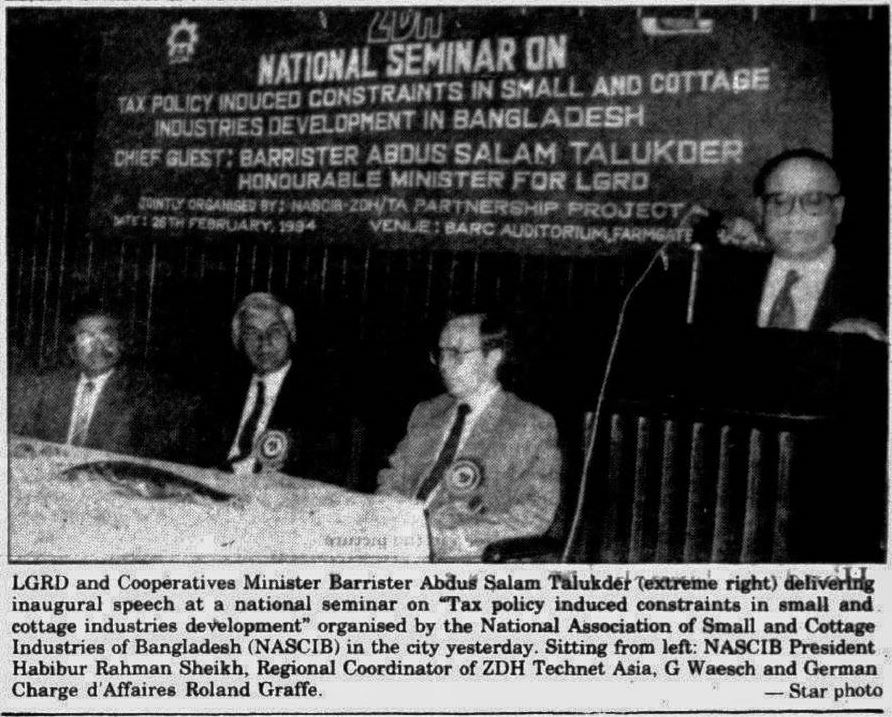 ZDH
NATIONAL SEMINAR ON
TAX POLICY INDUCED CONSTRAINTS IN SMALL AND COTTAGE
INDUSTRIES DEVELOPMENT IN BANGLADESH
CHIEF GUEST: BARRISTER ABDUS SALAM TALUKDER
HONOURABLE MINISTER FOR LGRD
JOINTLY ORGANISED BY: NASCIB-ZDH/TA PARTNERSHIP PROJECT
DATE: 26TH FEBRUARY, 1994 VENUE: BARC AUDITORIUM, FARMGATE
LGRD and Cooperatives Minister Barrister Abdus Salam Talukder (extreme right) delivering
inaugural speech at a national seminar on "Tax policy induced constraints in small and
cottage industries development" organised by the National Association of Small and Cottage
Industries of Bangladesh (NASCIB) in the city yesterday. Sitting from left: NASCIB President
Habibur Rahman Sheikh, Regional Coordinator of ZDH Technet Asia, G Waesch and German
Charge d'Affaires Roland Graffe. — Star photo